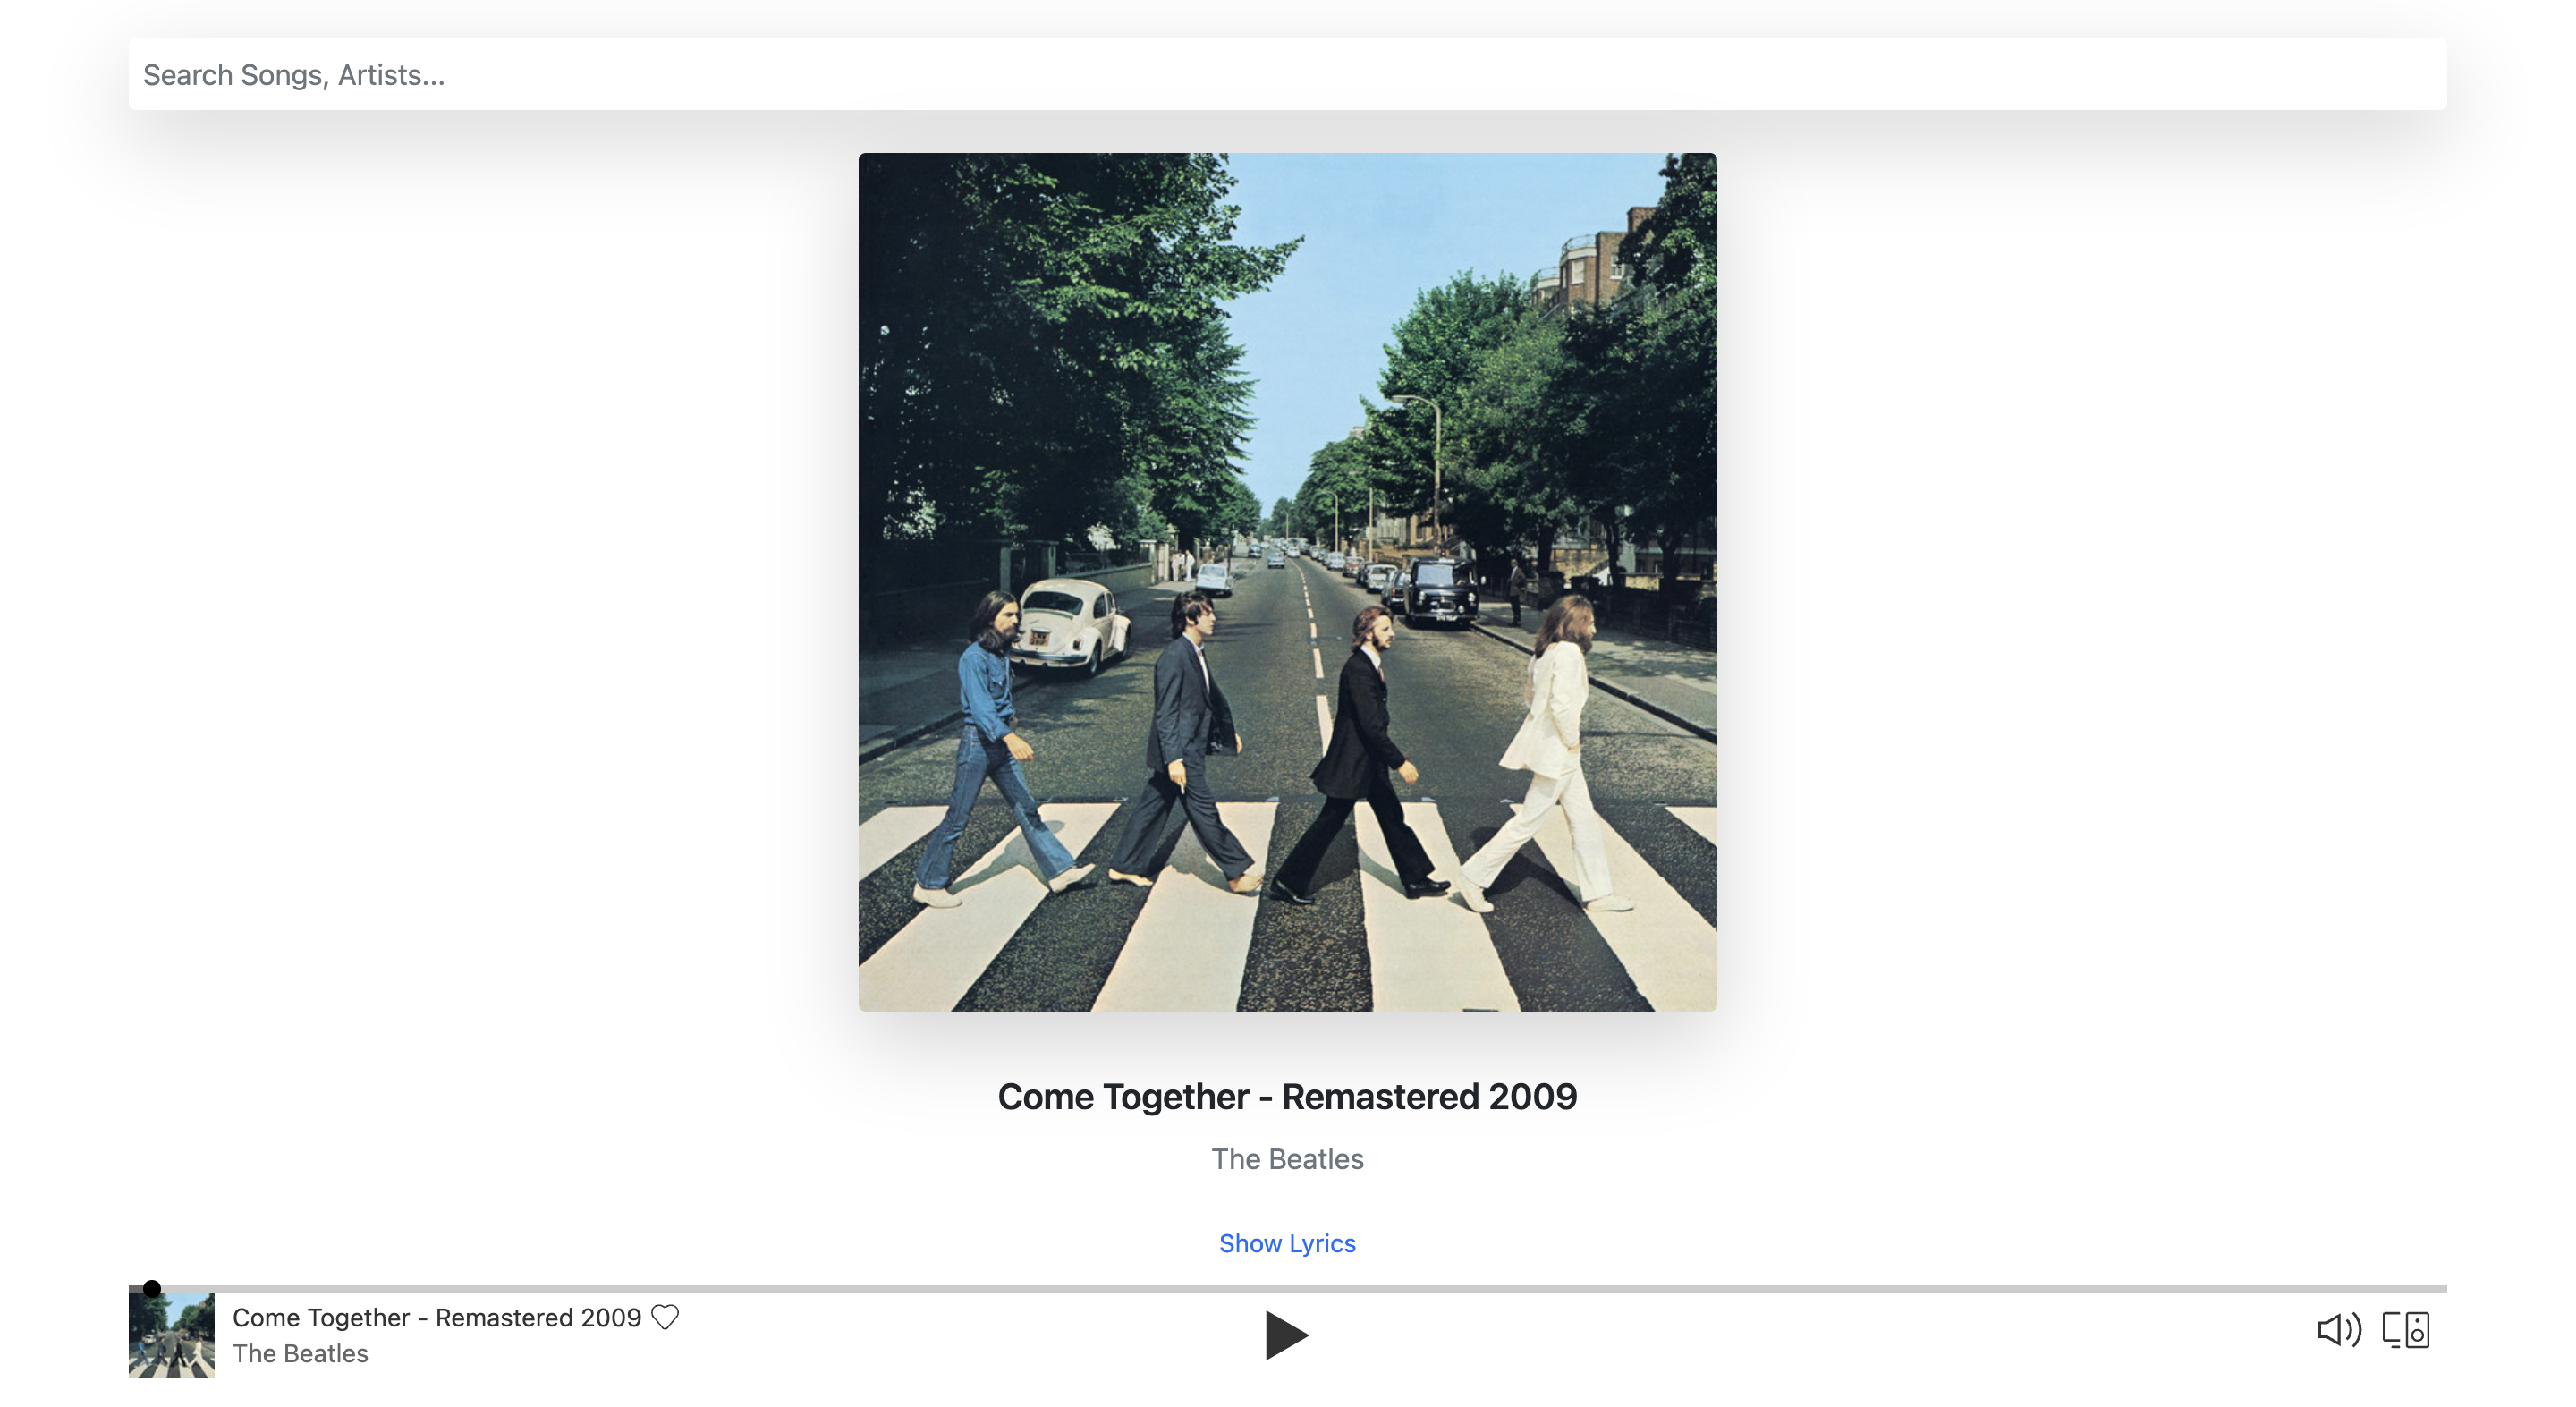 Search Songs, Artists...
Come Together - Remastered 2009
The Beatles
Show Lyrics
Come Together - Remastered 2009
The Beatles